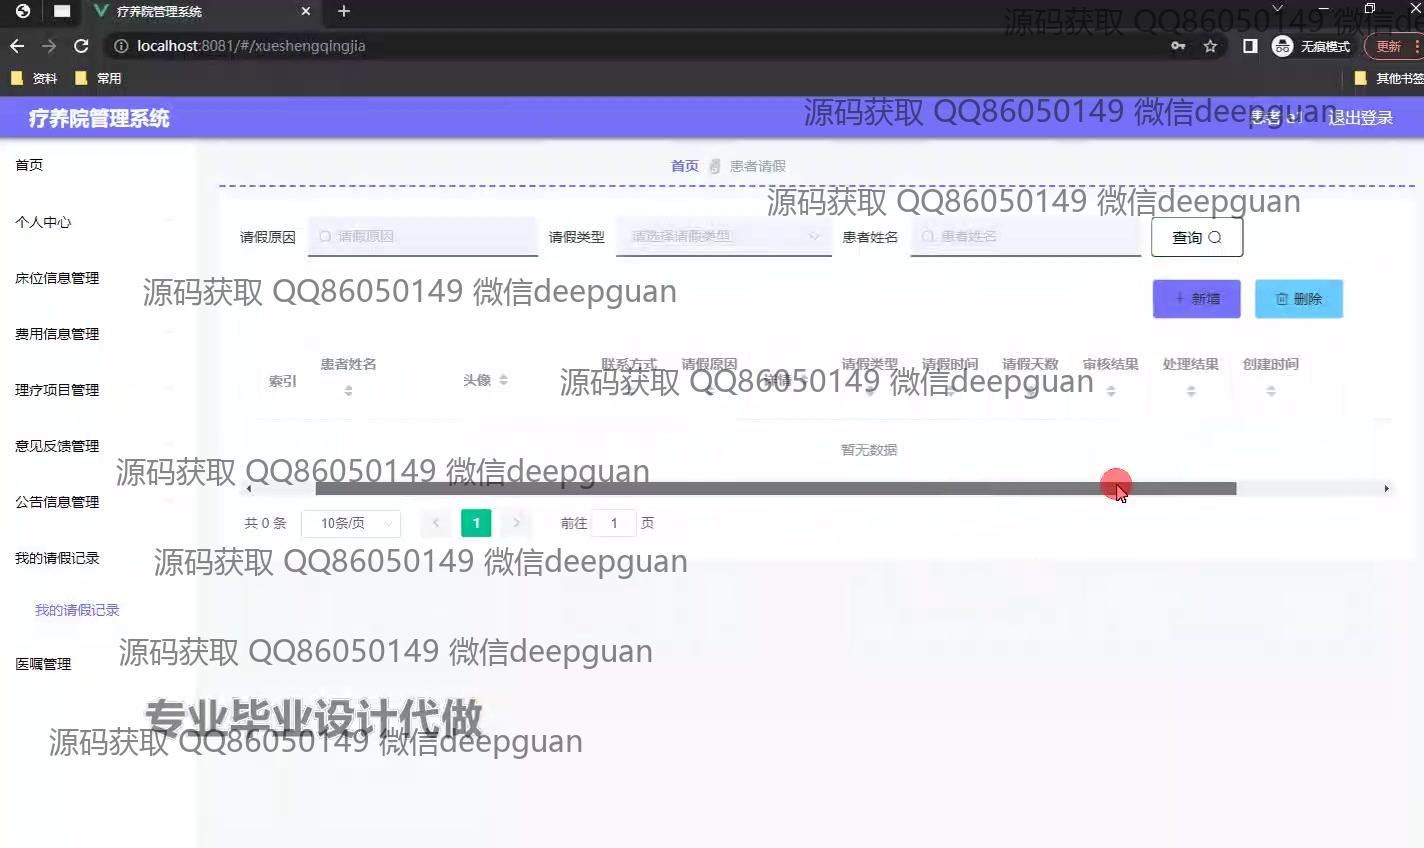 疗养院管理系统
源码获取 QQ86050149 微信de
localhost:8081/#/xueshengqingjia
无痕模式
更新
资料
常用
其他书签
疗养院管理系统
源码获取 QQ86050149 微信deepguan
退出登录
首页
首页
患者请假
源码获取 QQ86050149 微信deepguan
个人中心
请假原因
请假原因
请假类型
请选择请假类型
患者姓名
患者姓名
查询
床位信息管理
源码获取 QQ86050149 微信deepguan
新增
删除
费用信息管理
索引
患者姓名
头像
联系方式
请假原因
请假类型
请假时间
请假天数
审核结果
处理结果
创建时间
源码获取 QQ86050149 微信deepguan
理疗项目管理
意见反馈管理
暂无数据
源码获取 QQ86050149 微信deepguan
公告信息管理
共 0 条
10条/页
1
前往
1
页
我的请假记录
源码获取 QQ86050149 微信deepguan
我的请假记录
医嘱管理
源码获取 QQ86050149 微信deepguan
专业毕业设计代做
源码获取 QQ86050149 微信deepguan